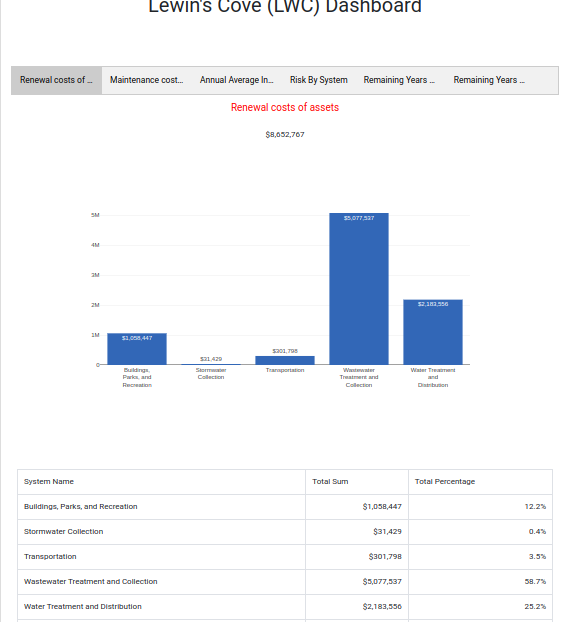 Lewin's Cove (LWC) Dashboard
Renewal costs of ...
Maintenance cost...
Annual Average In...
Risk By System
Remaining Years ...
Remaining Years ...
Renewal costs of assets
$8,652,767
5M
4M
3M
2M
1M
0
$1,058,447
$31,429
$301,798
$5,077,537
$2,183,556
Buildings,
Parks, and
Recreation
Stormwater
Collection
Transportation
Wastewater
Treatment and
Collection
Water Treatment
and
Distribution
System Name Total Sum Total Percentage
Buildings, Parks, and Recreation $1,058,447 12.2%
Stormwater Collection $31,429 0.4%
Transportation $301,798 3.5%
Wastewater Treatment and Collection $5,077,537 58.7%
Water Treatment and Distribution $2,183,556 25.2%